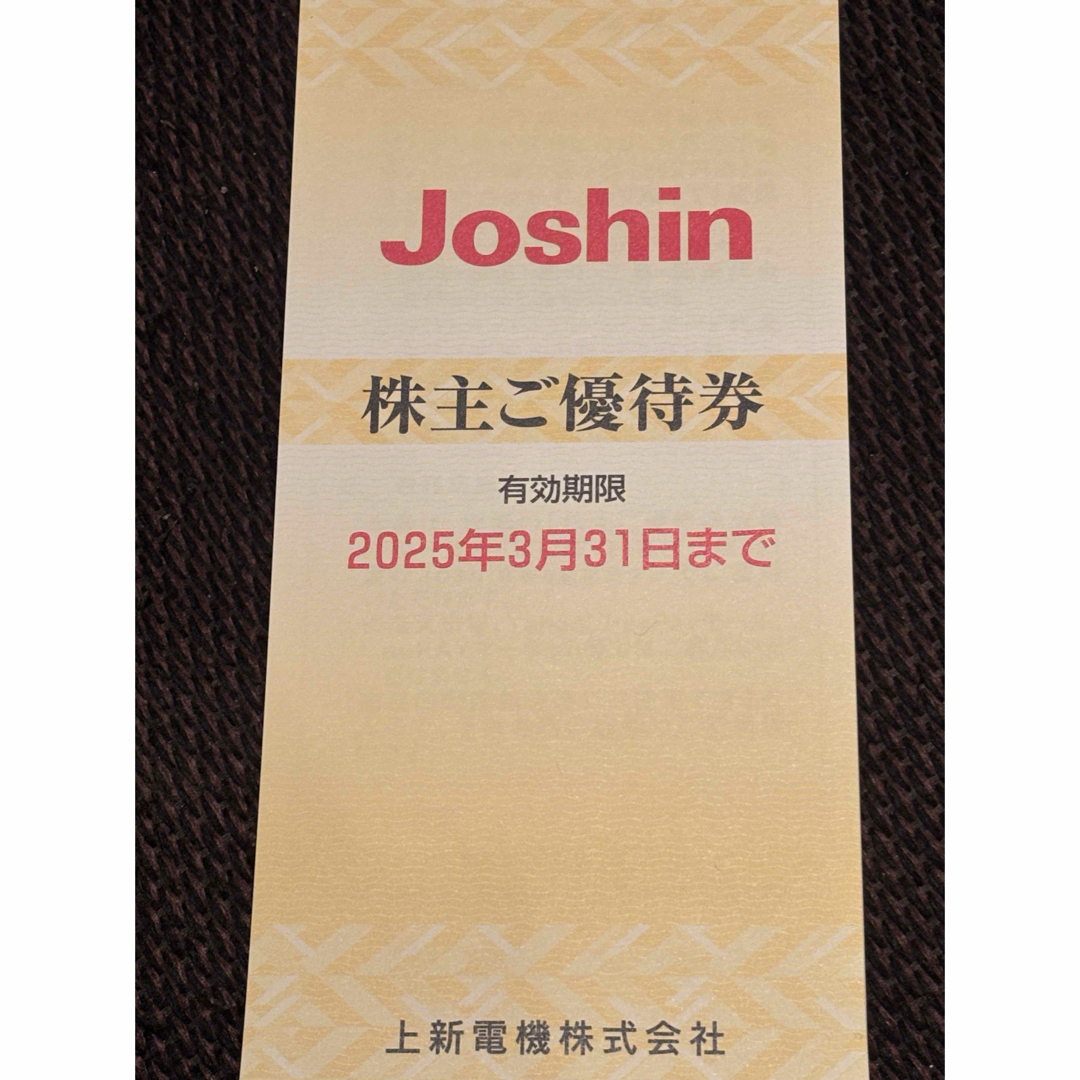 Joshin
株主ご優待券
有効期限
2025年3月31日まで
上新電機株式会社